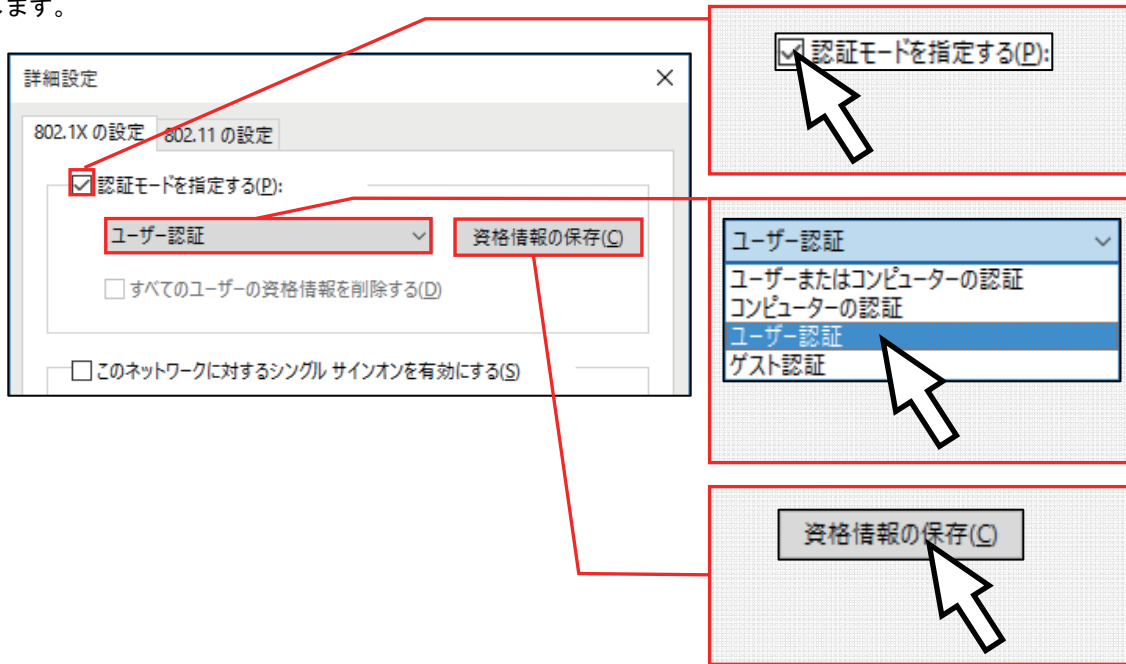 します。
詳細設定
802.1X の設定 802.11 の設定
認証モードを指定する(P):
ユーザー認証 資格情報の保存(C)
すべてのユーザーの資格情報を削除する(D)
このネットワークに対するシングル サインオンを有効にする(S)
認証モードを指定する(P):
ユーザー認証
ユーザーまたはコンピューターの認証
コンピューターの認証
ユーザー認証
ゲスト認証
資格情報の保存(C)